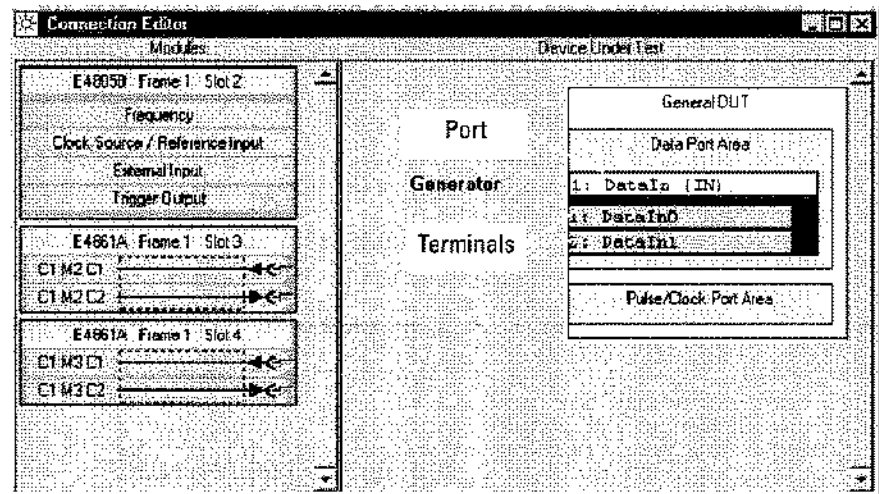 Connection Editor
Modules
Device Under Test
E4805B Frame 1 Slot 2
Frequency
Clock Source / Reference Input
External Input
Trigger Output
E4861A Frame 1 Slot 3
C1 M2 C1
C1 M2 C2
E4861A Frame 1 Slot 4
C1 M3 C1
C1 M3 C2
Port
Generator
Terminals
General DUT
Data Port Area
1: DataIn (IN)
1: DataIn0
2: DataIn1
Pulse/Clock Port Area